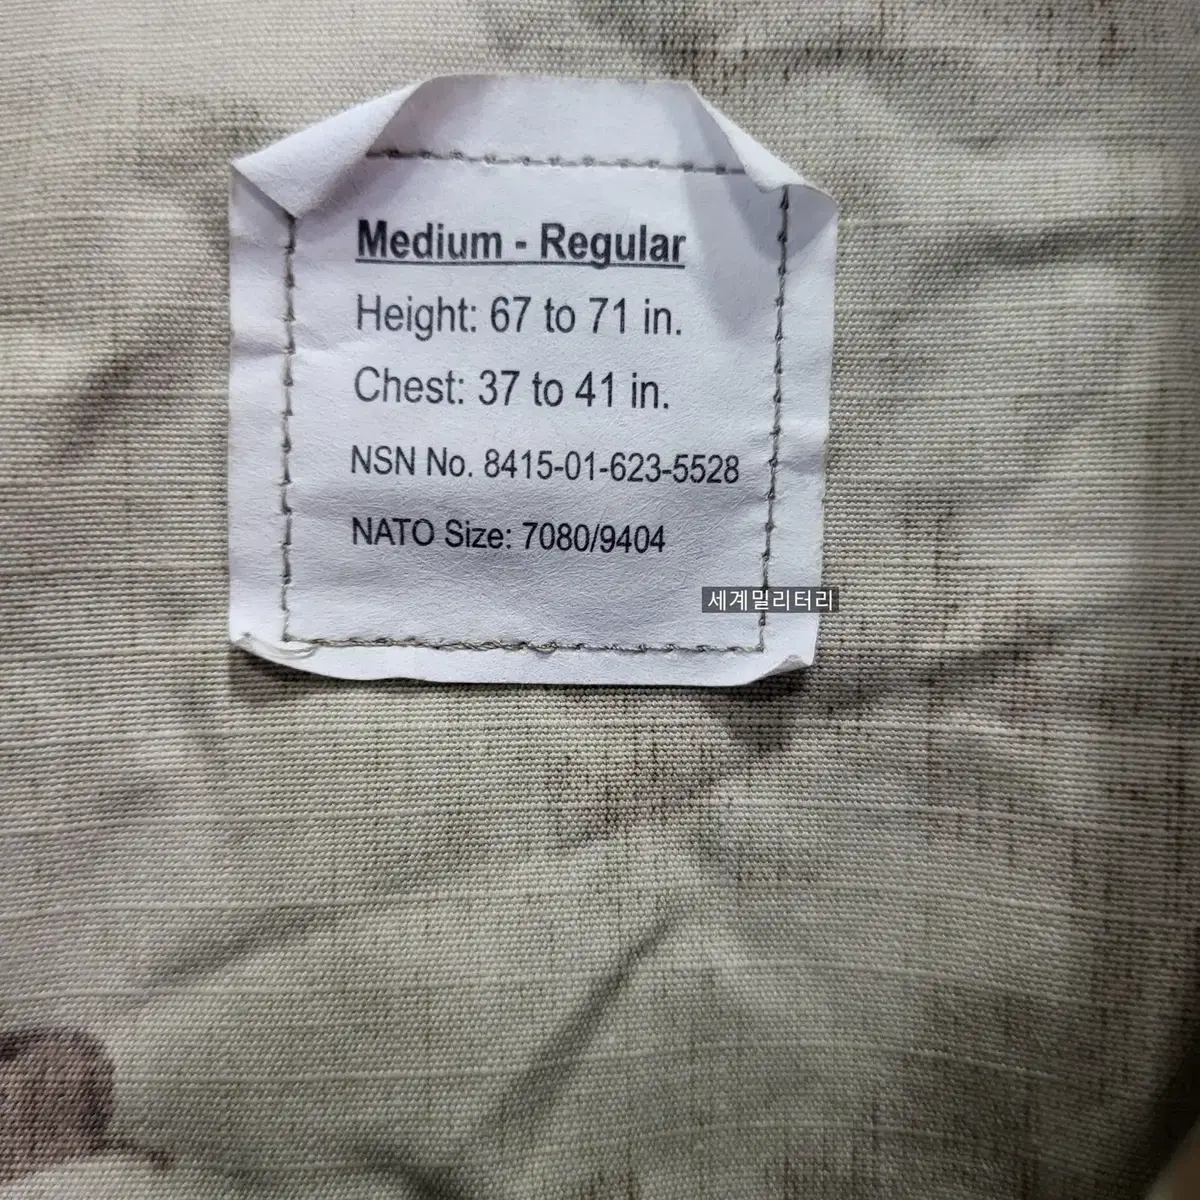 Medium - Regular
Height: 67 to 71 in.
Chest: 37 to 41 in.
NSN No. 8415-01-623-5528
NATO Size: 7080/9404
세계밀리터리